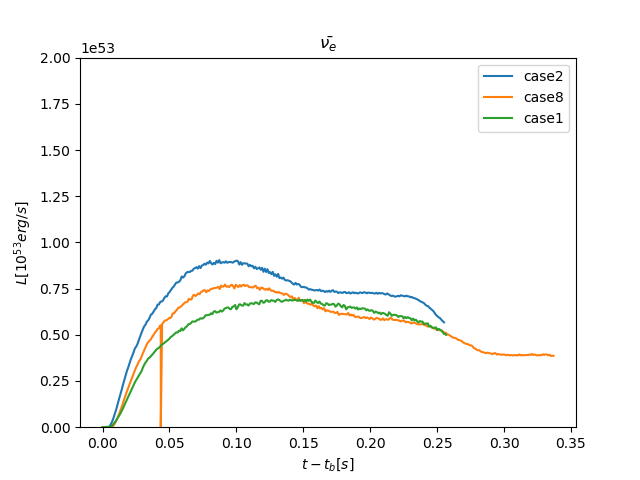 $\bar{\nu_e}$
1e53
2.00
1.75
1.50
1.25
1.00
0.75
0.50
0.25
0.00
L[10^{53}erg/s]
case2
case8
case1
0.00 0.05 0.10 0.15 0.20 0.25 0.30 0.35
t − t_b[s]